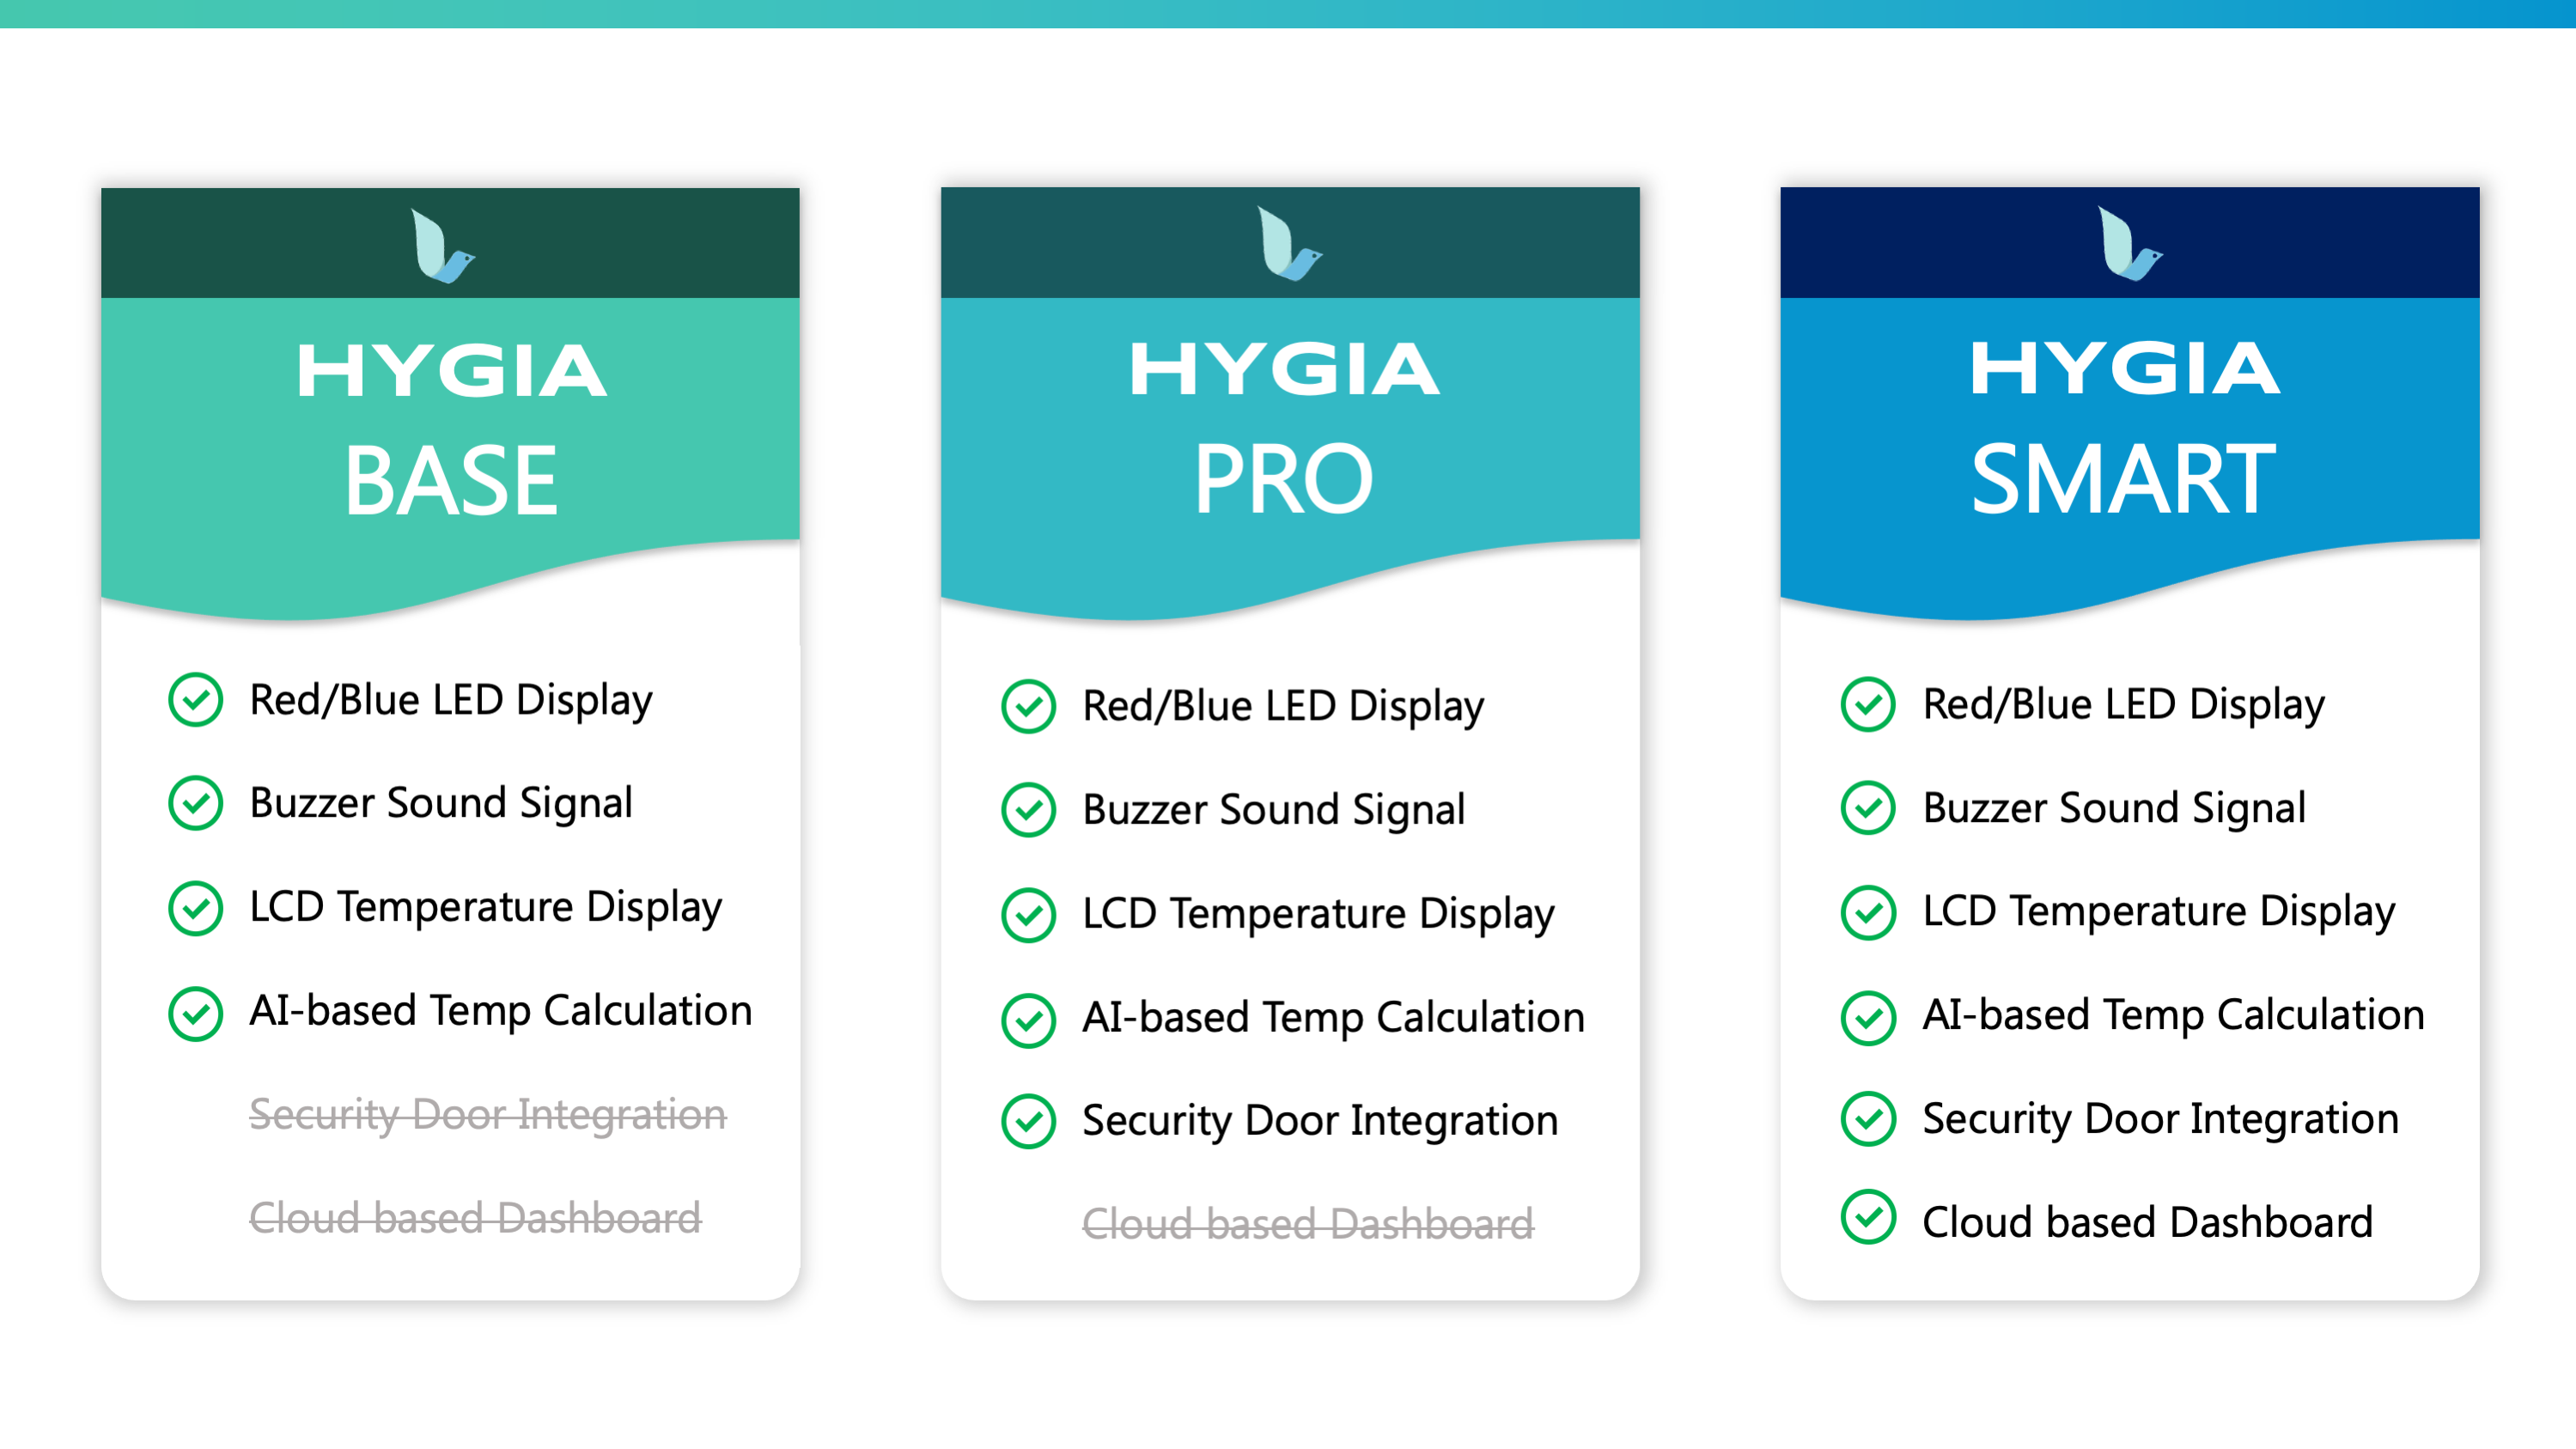 HYGIA
BASE
Red/Blue LED Display
Buzzer Sound Signal
LCD Temperature Display
AI-based Temp Calculation
Security Door Integration
Cloud based Dashboard
HYGIA
PRO
Red/Blue LED Display
Buzzer Sound Signal
LCD Temperature Display
AI-based Temp Calculation
Security Door Integration
Cloud based Dashboard
HYGIA
SMART
Red/Blue LED Display
Buzzer Sound Signal
LCD Temperature Display
AI-based Temp Calculation
Security Door Integration
Cloud based Dashboard